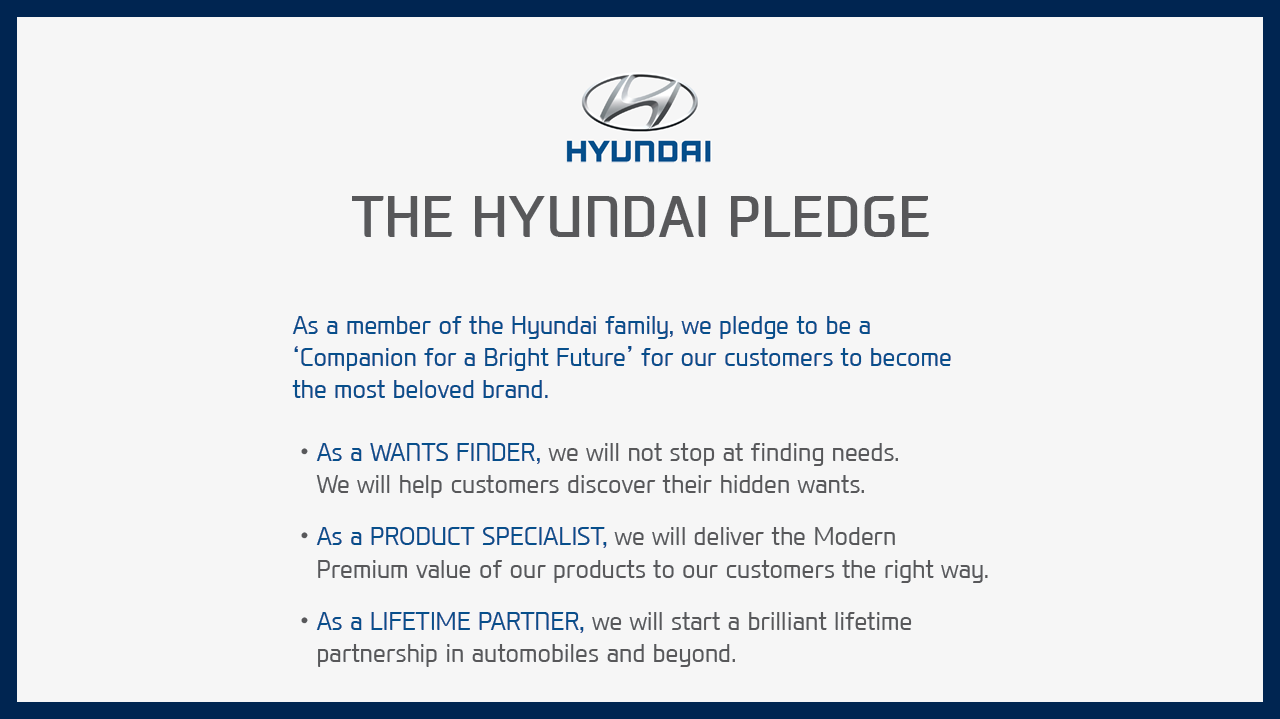 HYUNDAI
THE HYUNDAI PLEDGE
As a member of the Hyundai family, we pledge to be a
‘Companion for a Bright Future’ for our customers to become
the most beloved brand.
• As a WANTS FINDER, we will not stop at finding needs.
We will help customers discover their hidden wants.
• As a PRODUCT SPECIALIST, we will deliver the Modern
Premium value of our products to our customers the right way.
• As a LIFETIME PARTNER, we will start a brilliant lifetime
partnership in automobiles and beyond.